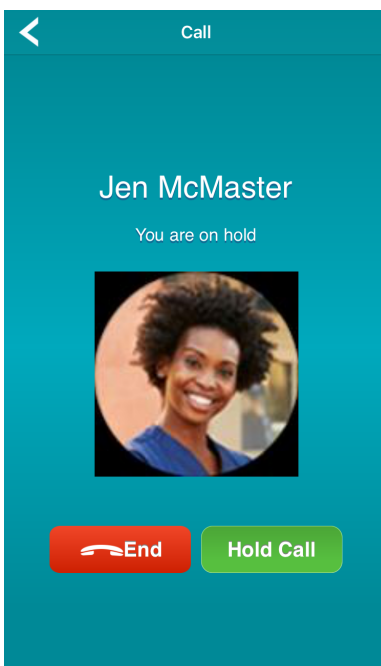 Call
Jen McMaster
You are on hold
End
Hold Call